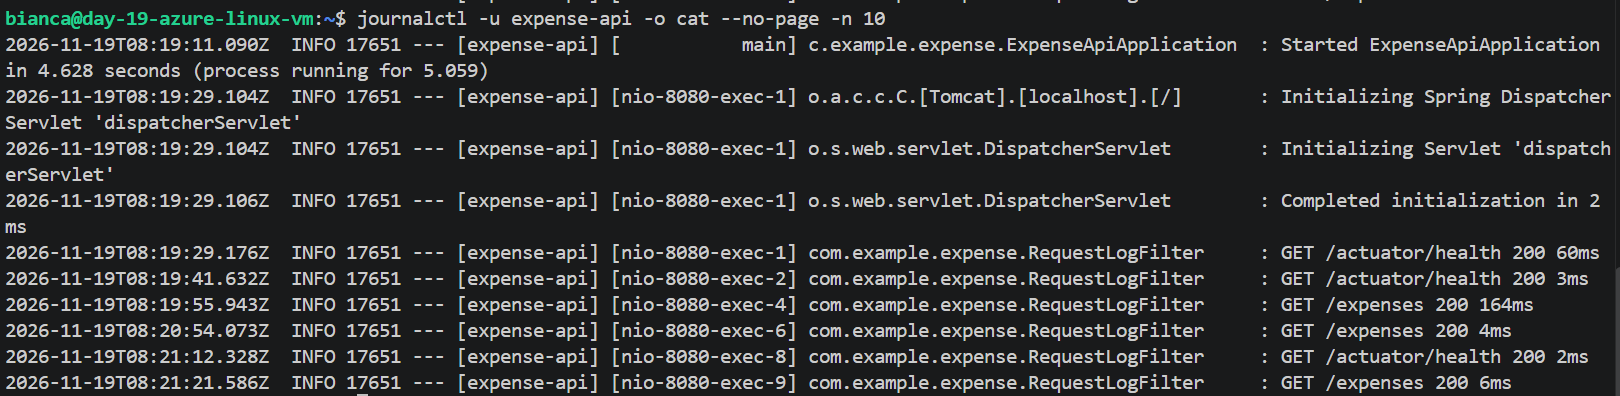 bianca@day-19-azure-linux-vm:~$ journalctl -u expense-api -o cat --no-page -n 10
2026-11-19T08:19:11.090Z  INFO 17651 --- [expense-api] [           main] c.example.expense.ExpenseApiApplication  : Started ExpenseApiApplication
in 4.628 seconds (process running for 5.059)
2026-11-19T08:19:29.104Z  INFO 17651 --- [expense-api] [nio-8080-exec-1] o.a.c.c.C.[Tomcat].[localhost].[/]       : Initializing Spring Dispatcher
Servlet 'dispatcherServlet'
2026-11-19T08:19:29.104Z  INFO 17651 --- [expense-api] [nio-8080-exec-1] o.s.web.servlet.DispatcherServlet        : Initializing Servlet 'dispatch
erServlet'
2026-11-19T08:19:29.106Z  INFO 17651 --- [expense-api] [nio-8080-exec-1] o.s.web.servlet.DispatcherServlet        : Completed initialization in 2
ms
2026-11-19T08:19:29.176Z  INFO 17651 --- [expense-api] [nio-8080-exec-1] com.example.expense.RequestLogFilter     : GET /actuator/health 200 60ms
2026-11-19T08:19:41.632Z  INFO 17651 --- [expense-api] [nio-8080-exec-2] com.example.expense.RequestLogFilter     : GET /actuator/health 200 3ms
2026-11-19T08:19:55.943Z  INFO 17651 --- [expense-api] [nio-8080-exec-4] com.example.expense.RequestLogFilter     : GET /expenses 200 164ms
2026-11-19T08:20:54.073Z  INFO 17651 --- [expense-api] [nio-8080-exec-6] com.example.expense.RequestLogFilter     : GET /expenses 200 4ms
2026-11-19T08:21:12.328Z  INFO 17651 --- [expense-api] [nio-8080-exec-8] com.example.expense.RequestLogFilter     : GET /actuator/health 200 2ms
2026-11-19T08:21:21.586Z  INFO 17651 --- [expense-api] [nio-8080-exec-9] com.example.expense.RequestLogFilter     : GET /expenses 200 6ms